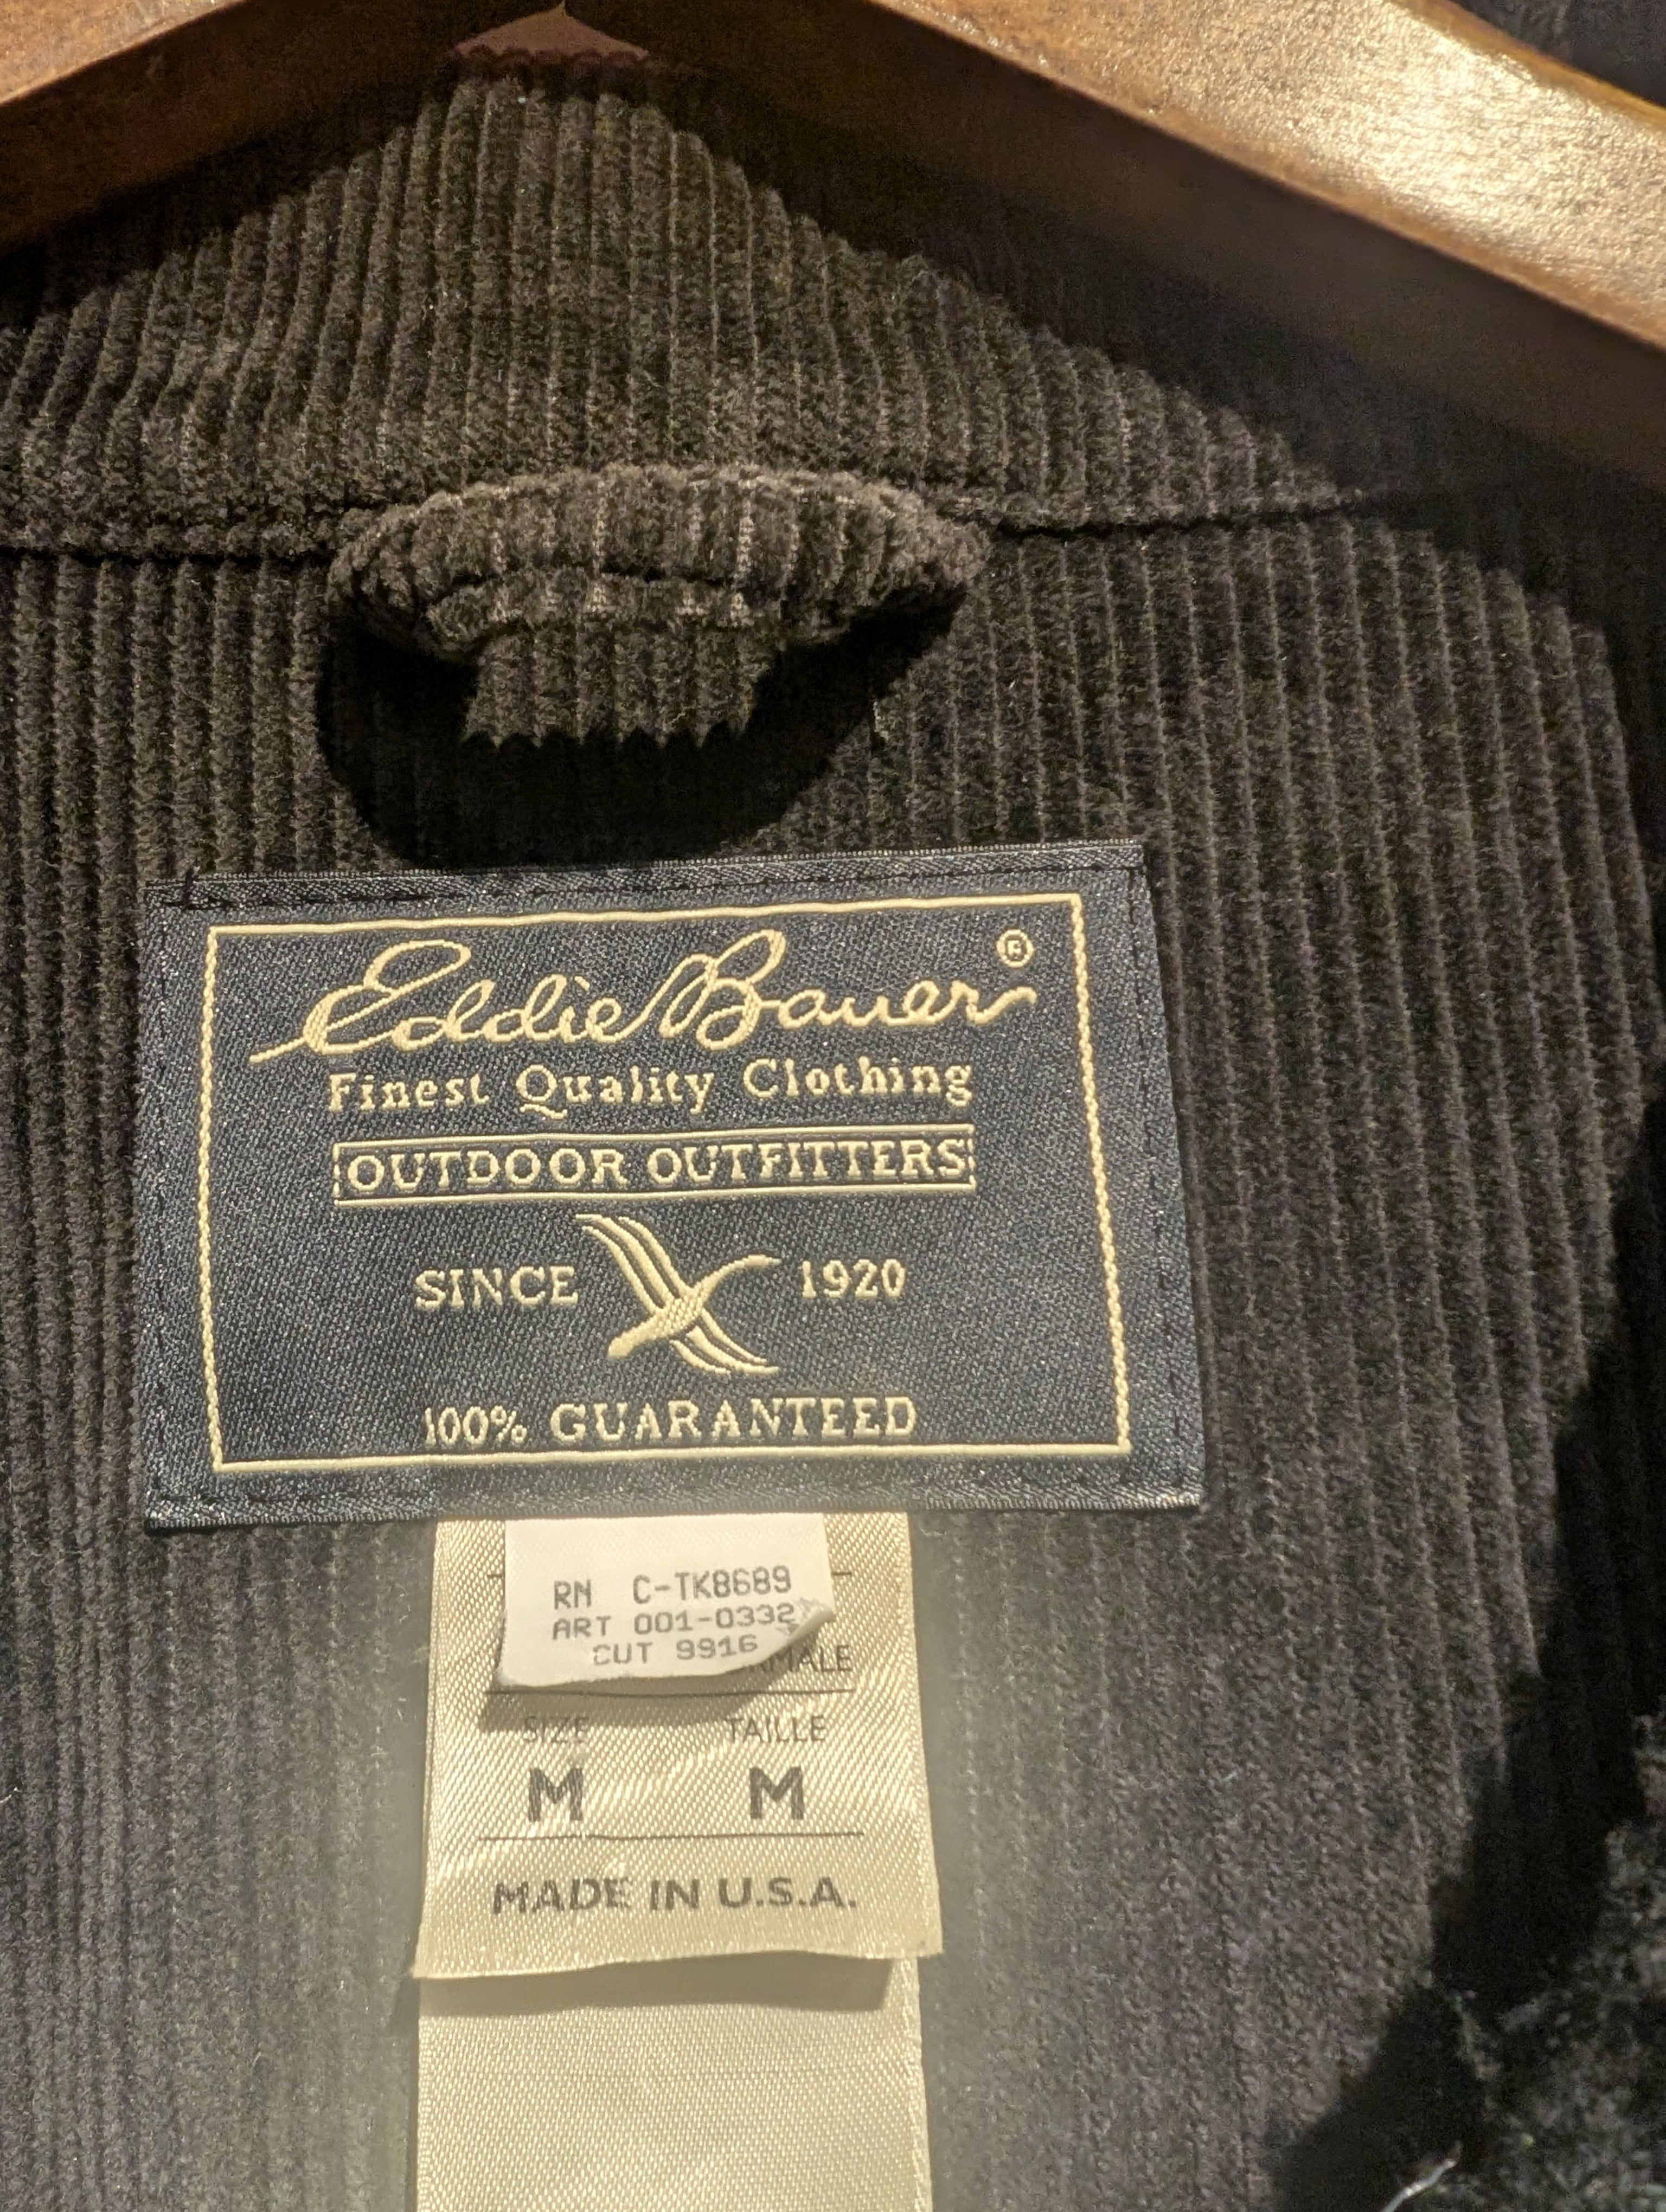 Eddie Bauer ®
Finest Quality Clothing
OUTDOOR OUTFITTERS
SINCE 1920
100% GUARANTEED
RN C-TK8689
ART 001-0332
CUT 9916
SIZE TAILLE
M M
MADE IN U.S.A.